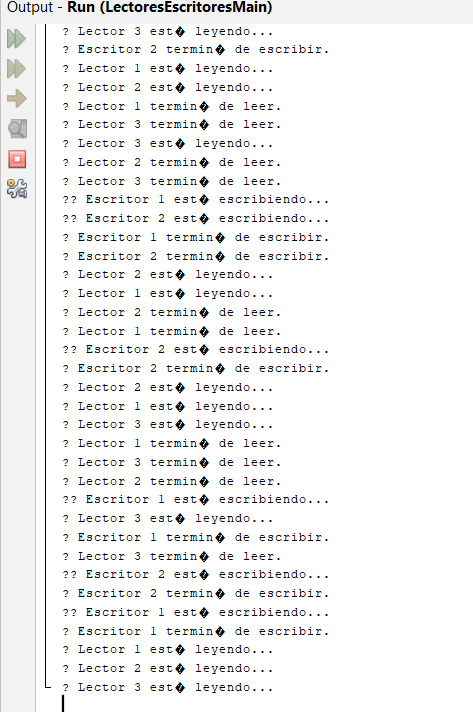 Output - Run (LectoresEscritoresMain)
? Lector 3 est� leyendo...
? Escritor 2 termin� de escribir.
? Lector 1 est� leyendo...
? Lector 2 est� leyendo...
? Lector 1 termin� de leer.
? Lector 3 termin� de leer.
? Lector 3 est� leyendo...
? Lector 2 termin� de leer.
? Lector 3 termin� de leer.
?? Escritor 1 est� escribiendo...
?? Escritor 2 est� escribiendo...
? Escritor 1 termin� de escribir.
? Escritor 2 termin� de escribir.
? Lector 2 est� leyendo...
? Lector 1 est� leyendo...
? Lector 2 termin� de leer.
? Lector 1 termin� de leer.
?? Escritor 2 est� escribiendo...
? Escritor 2 termin� de escribir.
? Lector 2 est� leyendo...
? Lector 1 est� leyendo...
? Lector 3 est� leyendo...
? Lector 1 termin� de leer.
? Lector 3 termin� de leer.
? Lector 2 termin� de leer.
?? Escritor 1 est� escribiendo...
? Lector 3 est� leyendo...
? Escritor 1 termin� de escribir.
? Lector 3 termin� de leer.
?? Escritor 2 est� escribiendo...
? Escritor 2 termin� de escribir.
?? Escritor 1 est� escribiendo...
? Escritor 1 termin� de escribir.
? Lector 1 est� leyendo...
? Lector 2 est� leyendo...
? Lector 3 est� leyendo...